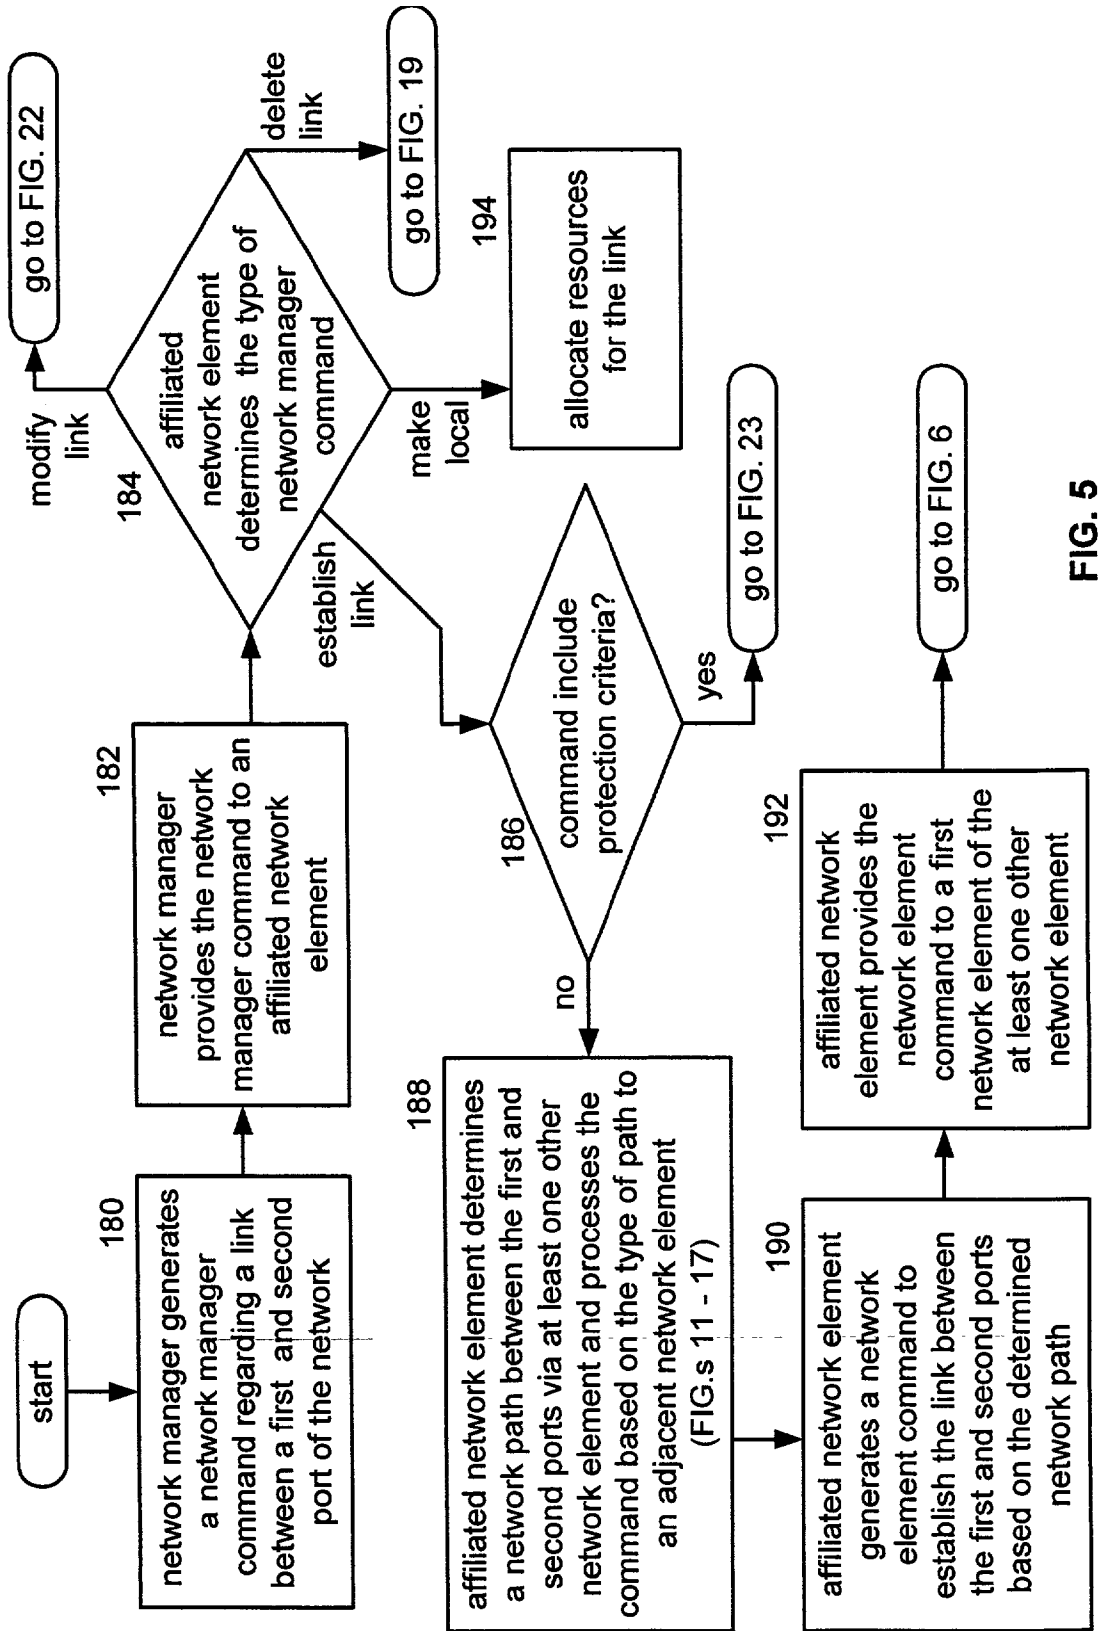 start
180
network manager generates
a network manager
command regarding a link
between a first and second
port of the network
182
network manager
provides the network
manager command to an
affiliated network
element
184
affiliated
network element
determines the type of
network manager
command
modify
link
go to FIG. 22
delete
link
go to FIG. 19
make
local
194
allocate resources
for the link
establish
link
186
command include
protection criteria?
yes
go to FIG. 23
no
188
affiliated network element determines
a network path between the first and
second ports via at least one other
network element and processes the
command based on the type of path to
an adjacent network element
(FIG.s 11 - 17)
190
affiliated network element
generates a network
element command to
establish the link between
the first and second ports
based on the determined
network path
192
affiliated network
element provides the
network element
command to a first
network element of the
at least one other
network element
go to FIG. 6
FIG. 5